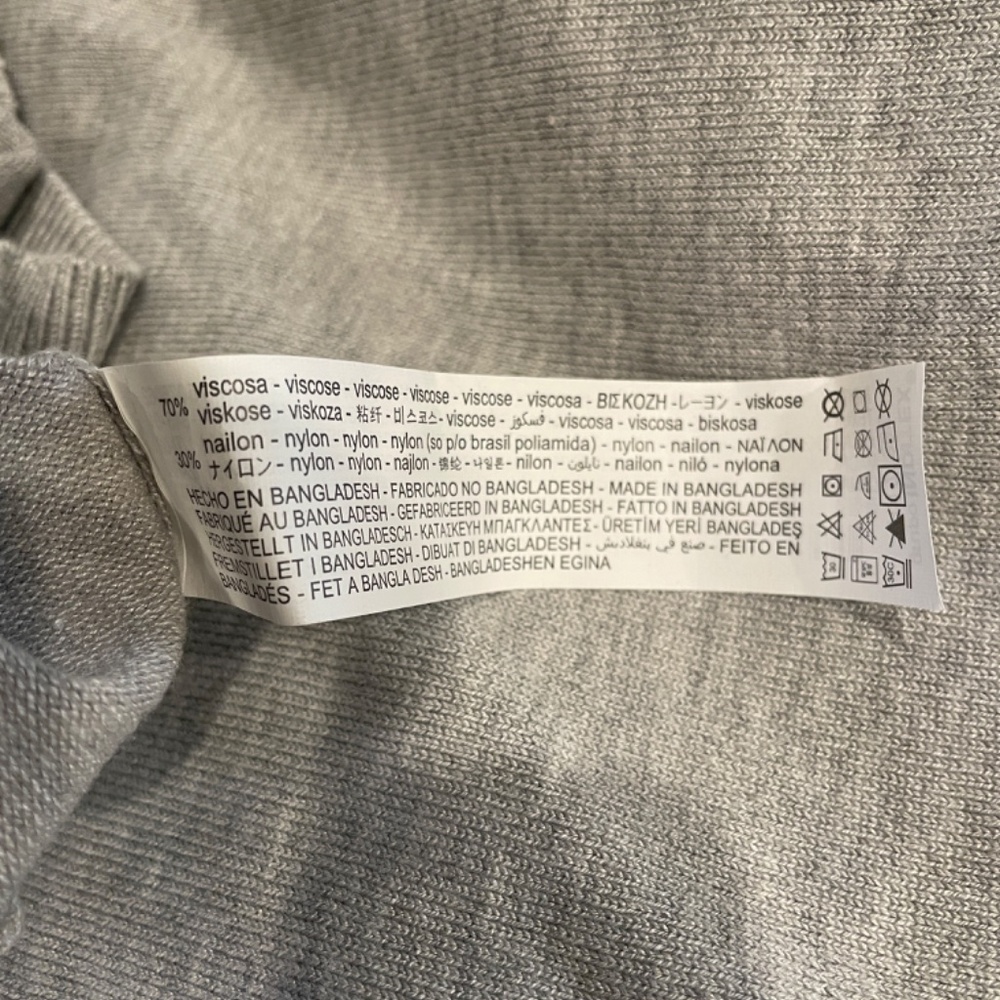 70% viscosa - viscose - viscose - viscose - viscose - viscosa - ΒΙΣΚΟΖΗ - レーヨン - viskose
viskose - viskoza - 粘纤 - 비스코스 - viscose - فسكوز - viscosa - viscosa - biskosa
30% nailon - nylon - nylon - nylon (so p/o brasil poliamida) - nylon - nailon - ΝΑΪΛΟΝ
ナイロン - nylon - nylon - najlon - 锦纶 - 나일론 - nilon - نايلون - nailon - niló - nylona
HECHO EN BANGLADESH - FABRICADO NO BANGLADESH - MADE IN BANGLADESH
FABRIQUÉ AU BANGLADESH - GEFABRICEERD IN BANGLADESH - FATTO IN BANGLADESH
HERGESTELLT IN BANGLADESCH - ΚΑΤΑΣΚΕΥΗ ΜΠΑΓΚΛΑΝΤΕΣ - ÜRETİM YERİ BANGLADEŞ
FREMSTILLET I BANGLADESH - DIBUAT DI BANGLADESH - صنع في بنغلاديش - FEITO EN
BANGLADÉS - FET A BANGLA DESH - BANGLADESHEN EGINA
30C